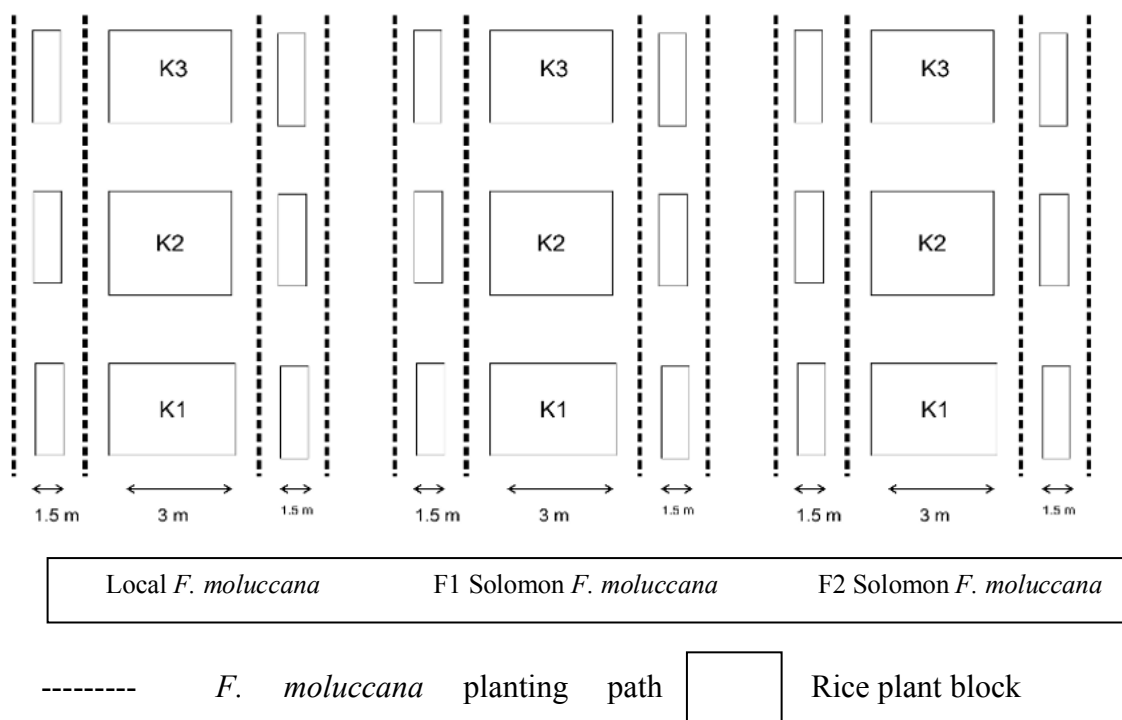 K3 K3 K3
K2 K2 K2
K1 K1 K1
1.5 m 3 m 1.5 m 1.5 m 3 m 1.5 m 1.5 m 3 m 1.5 m
Local F. moluccana F1 Solomon F. moluccana F2 Solomon F. moluccana
--------- F. moluccana planting path Rice plant block